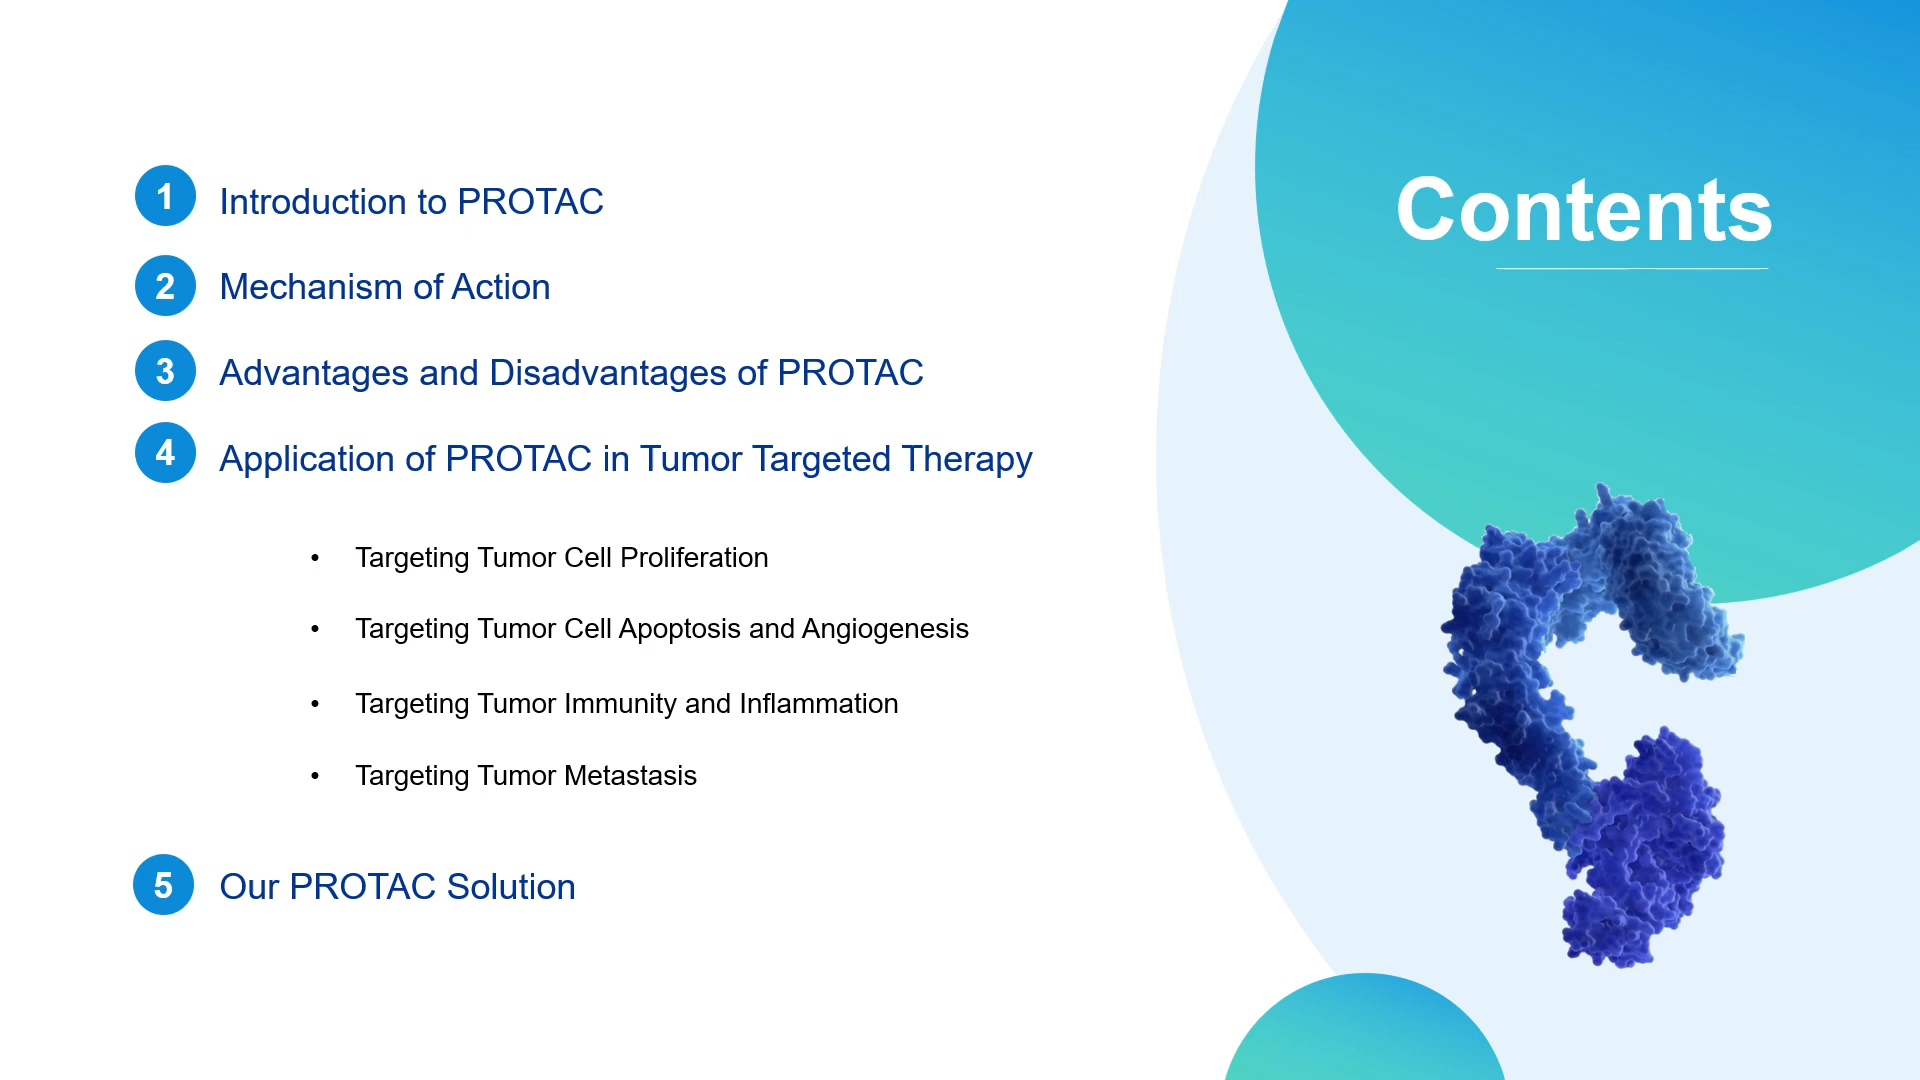 Contents
1 Introduction to PROTAC
2 Mechanism of Action
3 Advantages and Disadvantages of PROTAC
4 Application of PROTAC in Tumor Targeted Therapy
• Targeting Tumor Cell Proliferation
• Targeting Tumor Cell Apoptosis and Angiogenesis
• Targeting Tumor Immunity and Inflammation
• Targeting Tumor Metastasis
5 Our PROTAC Solution